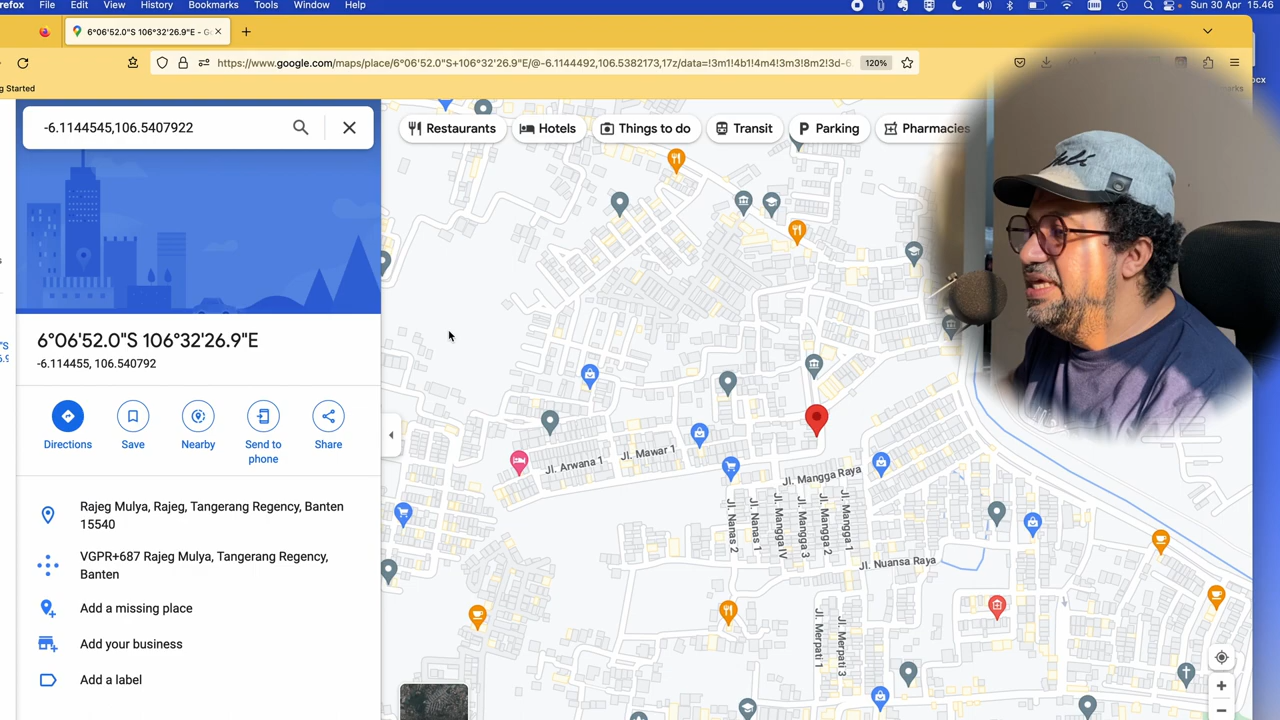 refox File Edit View History Bookmarks Tools Window Help
Sun 30 Apr 15.46
6°06'52.0"S 106°32'26.9"E - G
https://www.google.com/maps/place/6°06'52.0"S+106°32'26.9"E/@-6.1144492,106.5382173,17z/data=!3m1!4b1!4m4!3m3!8m2!3d-6.
120%
g Started
-6.1144545,106.5407922
Restaurants
Hotels
Things to do
Transit
Parking
Pharmacies
6°06'52.0"S 106°32'26.9"E
-6.114455, 106.540792
Directions
Save
Nearby
Send to
phone
Share
Rajeg Mulya, Rajeg, Tangerang Regency, Banten
15540
VGPR+687 Rajeg Mulya, Tangerang Regency,
Banten
Add a missing place
Add your business
Add a label
Jl. Arwana 1
Jl. Mawar 1
Jl. Mangga Raya
Jl. Nanas 2
Jl. Nanas 1
Jl. Mangga IV
Jl. Mangga 3
Jl. Mangga 2
Jl. Mangga 1
Jl. Nuansa Raya
Jl. Merpati 1
Jl. Merpati 3